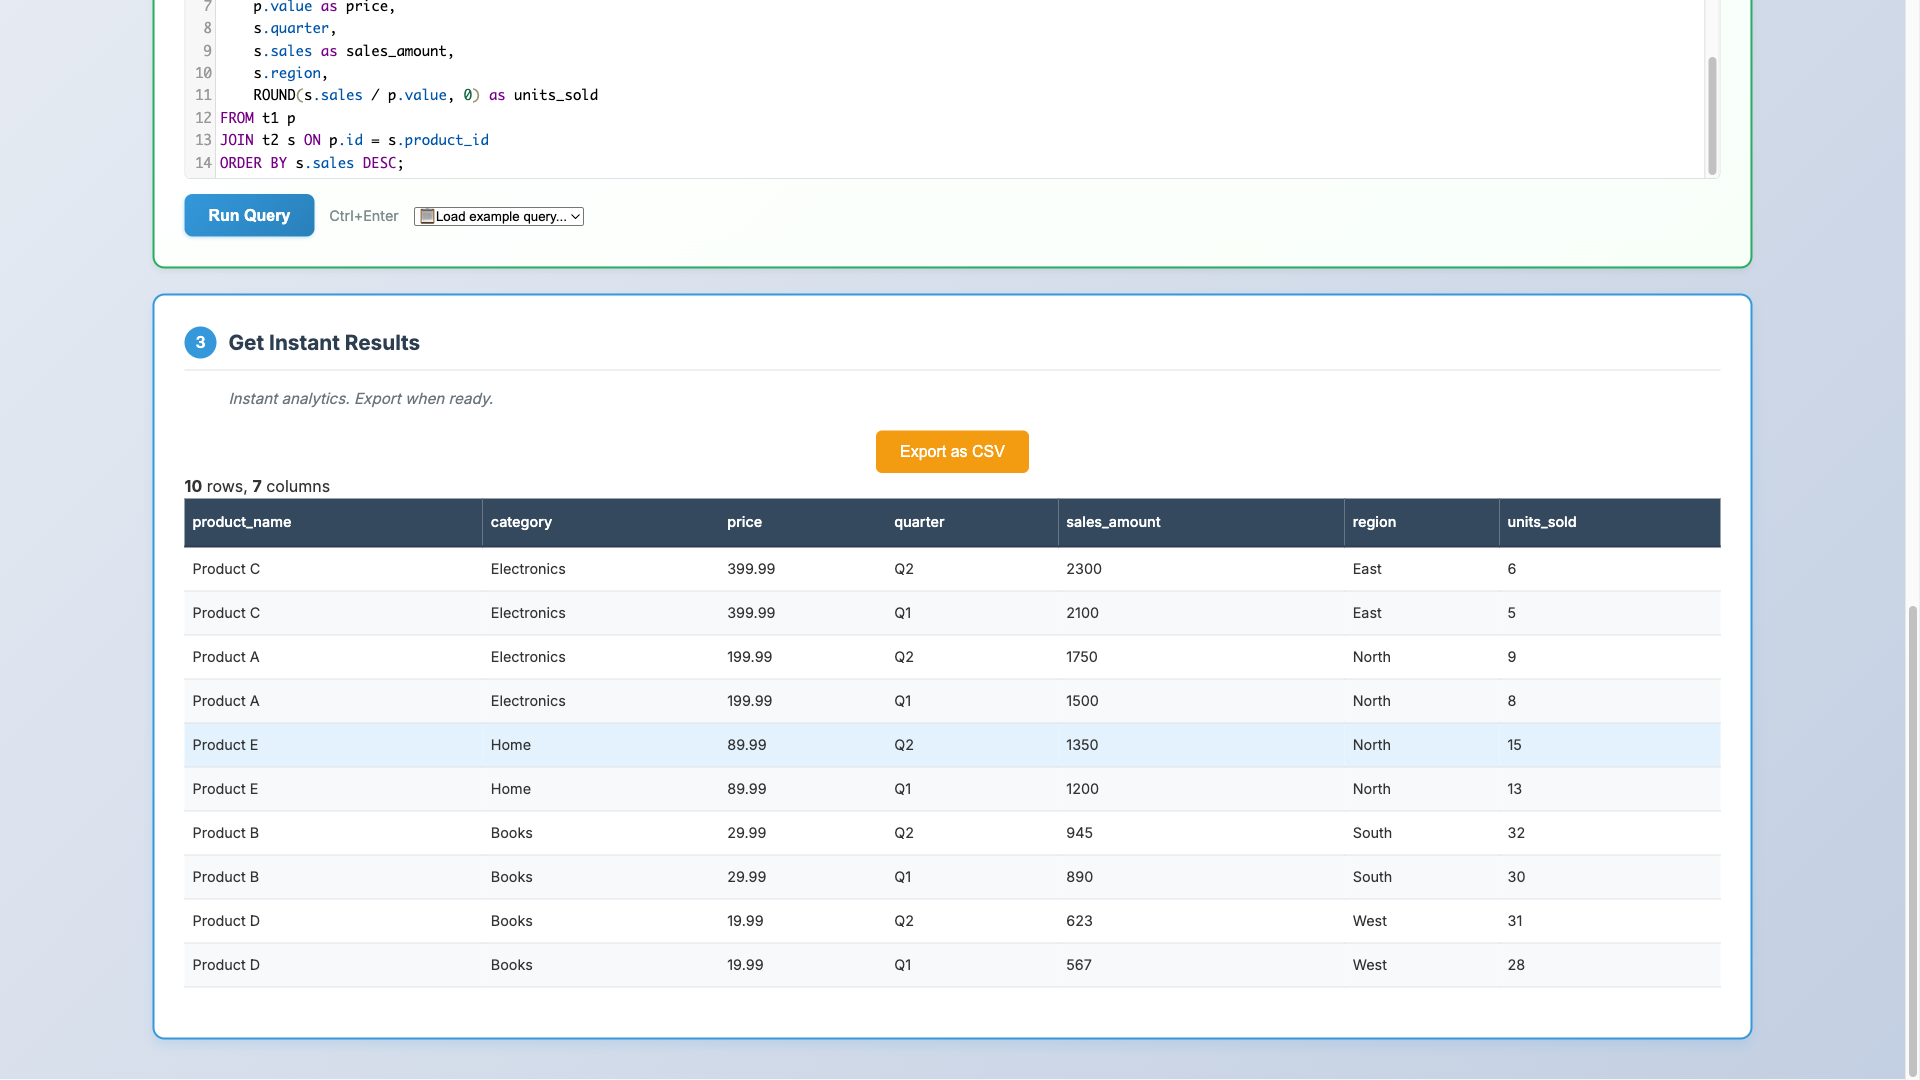 7 p.value as price,
8 s.quarter,
9 s.sales as sales_amount,
10 s.region,
11 ROUND(s.sales / p.value, 0) as units_sold
12 FROM t1 p
13 JOIN t2 s ON p.id = s.product_id
14 ORDER BY s.sales DESC;
Run Query Ctrl+Enter Load example query...
3 Get Instant Results
Instant analytics. Export when ready.
Export as CSV
10 rows, 7 columns
product_name category price quarter sales_amount region units_sold
Product C Electronics 399.99 Q2 2300 East 6
Product C Electronics 399.99 Q1 2100 East 5
Product A Electronics 199.99 Q2 1750 North 9
Product A Electronics 199.99 Q1 1500 North 8
Product E Home 89.99 Q2 1350 North 15
Product E Home 89.99 Q1 1200 North 13
Product B Books 29.99 Q2 945 South 32
Product B Books 29.99 Q1 890 South 30
Product D Books 19.99 Q2 623 West 31
Product D Books 19.99 Q1 567 West 28